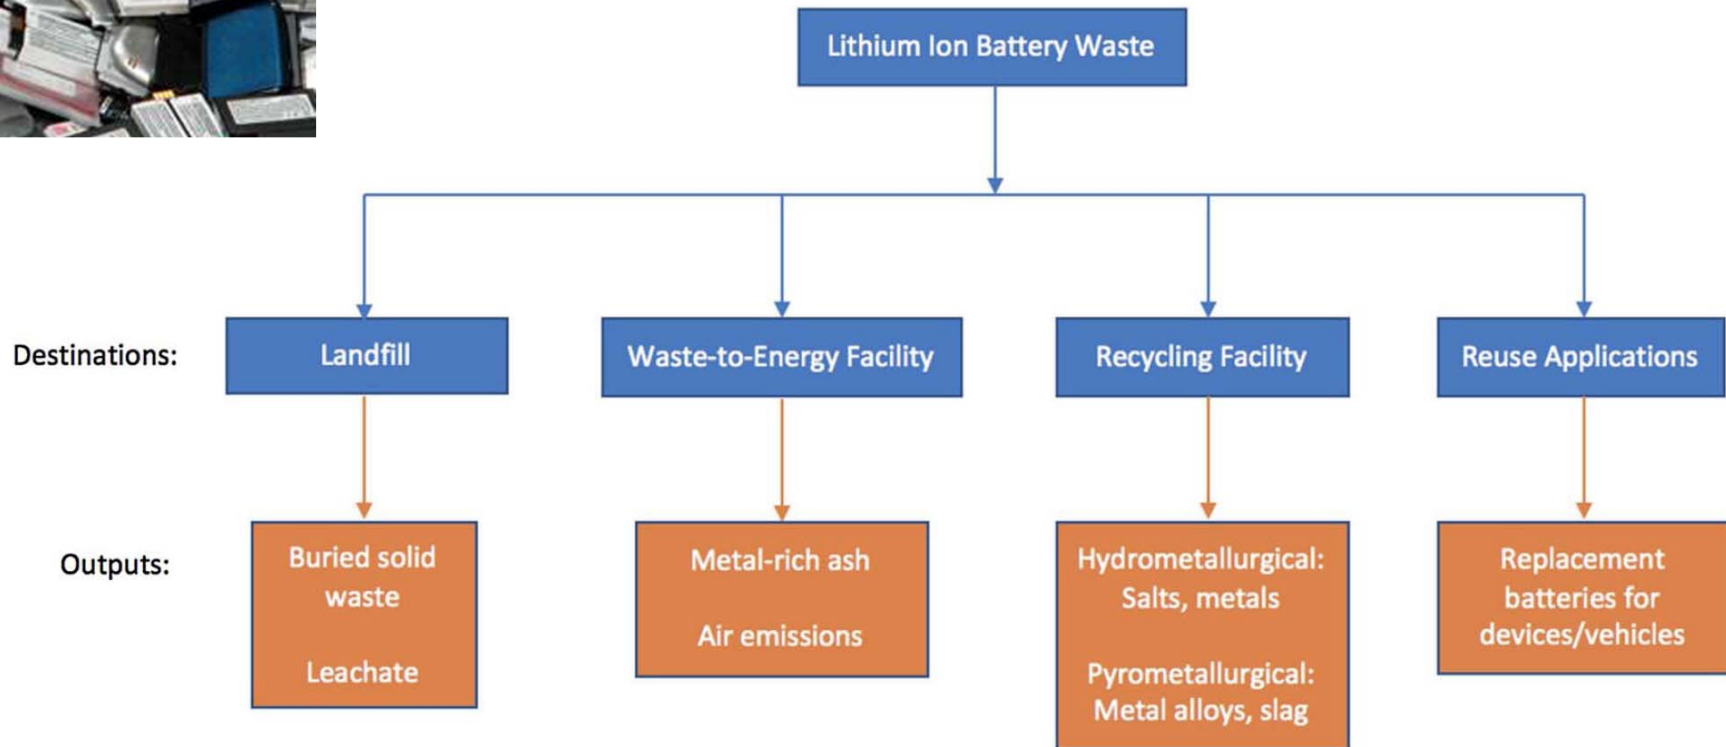 Lithium Ion Battery Waste
Destinations:
Landfill
Waste-to-Energy Facility
Recycling Facility
Reuse Applications
Outputs:
Buried solid
waste
Leachate
Metal-rich ash
Air emissions
Hydrometallurgical:
Salts, metals
Pyrometallurgical:
Metal alloys, slag
Replacement
batteries for
devices/vehicles